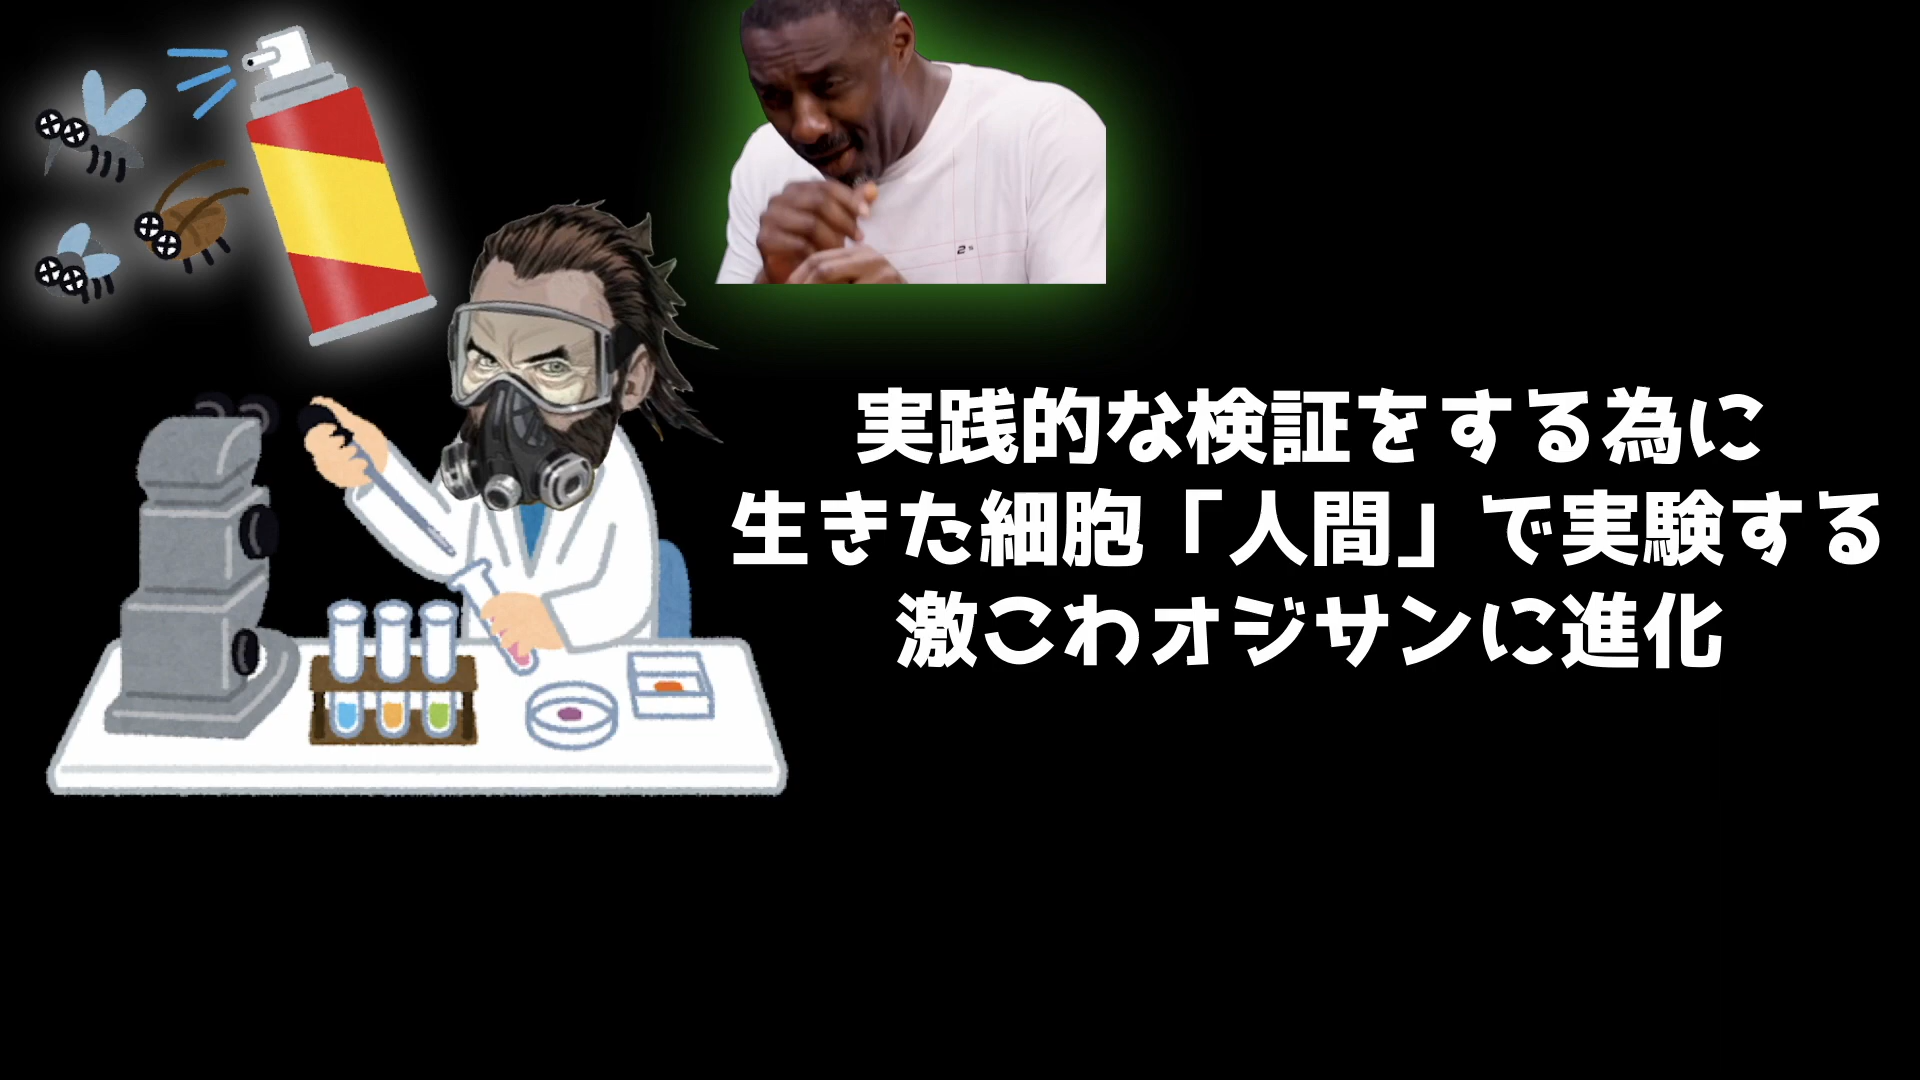 実践的な検証をする為に
生きた細胞「人間」で実験する
激こわオジサンに進化